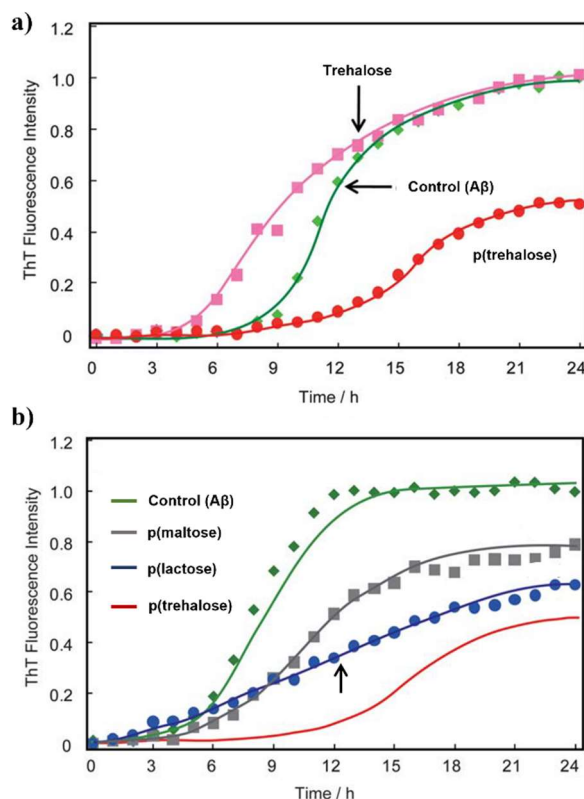 a)
1.2
1.0
0.8
0.6
0.4
0.2
0
ThT Fluorescence Intensity
Trehalose
Control (Aβ)
p(trehalose)
0 3 6 9 12 15 18 21 24
Time / h
b)
1.2
1.0
0.8
0.6
0.4
0.2
0
ThT Fluorescence Intensity
Control (Aβ)
p(maltose)
p(lactose)
p(trehalose)
0 3 6 9 12 15 18 21 24
Time / h